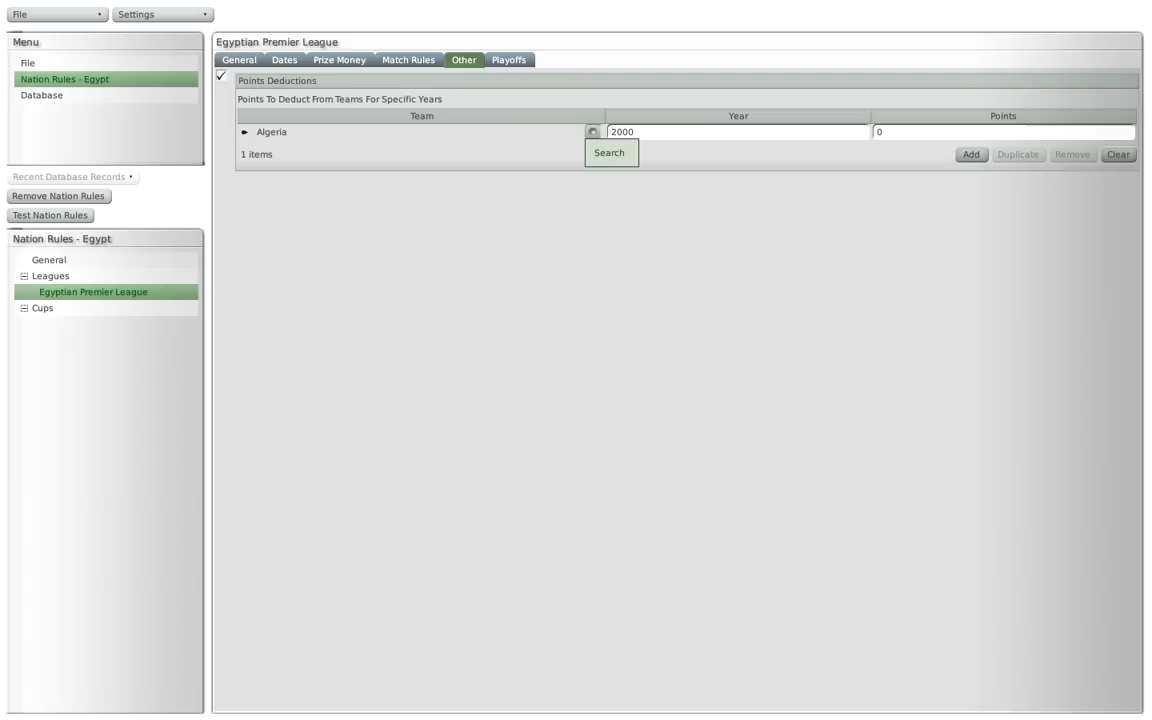 File Settings
Menu
File
Nation Rules - Egypt
Database
Recent Database Records
Remove Nation Rules
Test Nation Rules
Nation Rules - Egypt
General
Leagues
Egyptian Premier League
Cups
Egyptian Premier League
General Dates Prize Money Match Rules Other Playoffs
Points Deductions
Points To Deduct From Teams For Specific Years
Team Year Points
Algeria 2000 0
Search
1 items Add Duplicate Remove Clear